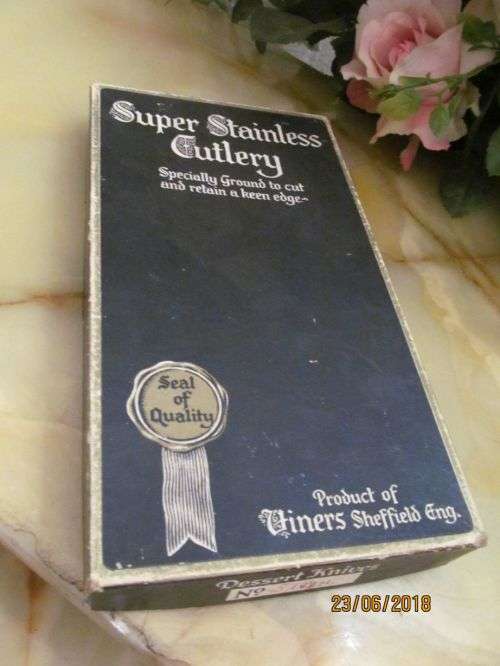 Super Stainless
Cutlery
Specially Ground to cut
and retain a keen edge~
Seal
of
Quality
Product of
Viners Sheffield Eng.
Dessert Knives
No
23/06/2018